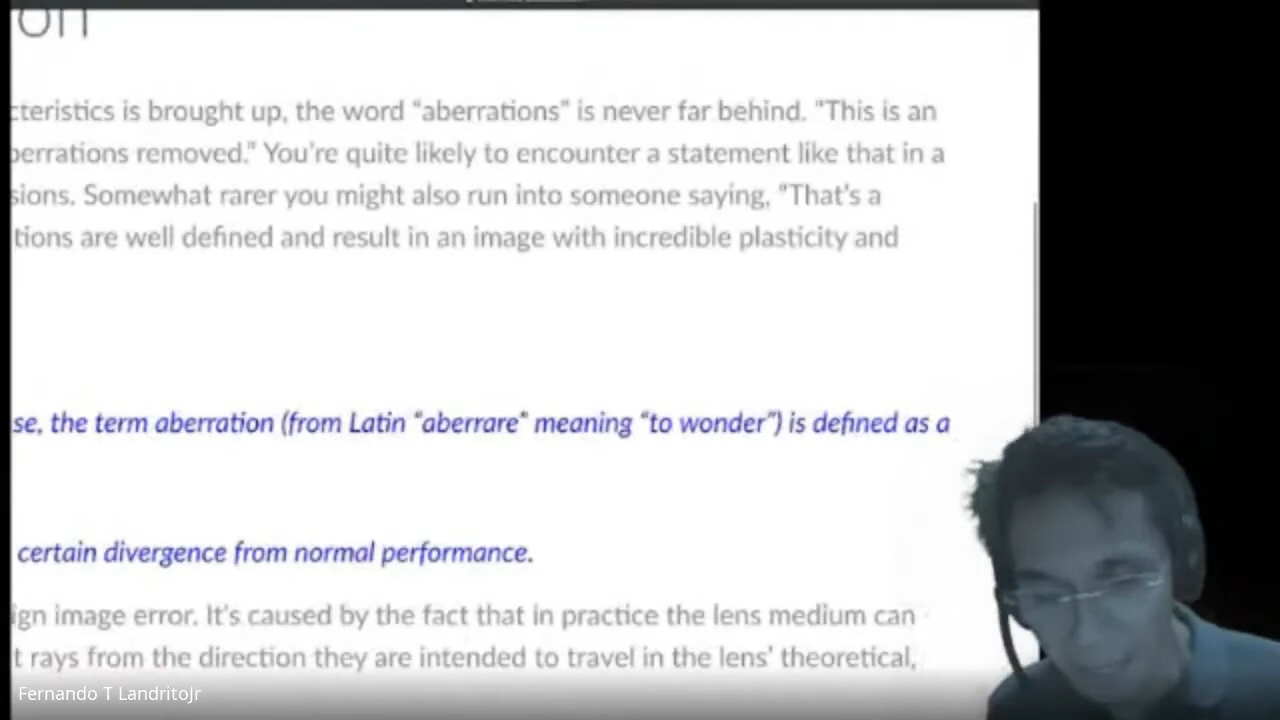 on
cteristics is brought up, the word “aberrations” is never far behind. “This is an
berrations removed.” You’re quite likely to encounter a statement like that in a
sions. Somewhat rarer you might also run into someone saying, “That’s a
tions are well defined and result in an image with incredible plasticity and
se, the term aberration (from Latin “aberrare” meaning “to wonder”) is defined as a
certain divergence from normal performance.
ign image error. It’s caused by the fact that in practice the lens medium can
t rays from the direction they are intended to travel in the lens’ theoretical,
Fernando T LandritoJr